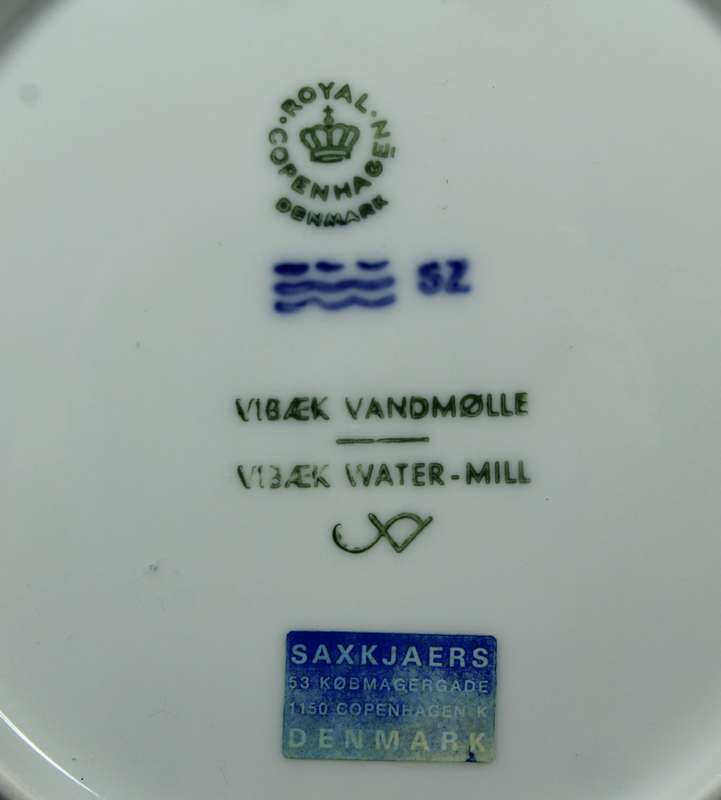 ROYAL
COPENHAGEN
DENMARK
SZ
VIBÆK VANDMØLLE
VIBÆK WATER-MILL
SAXKJAERS
53 KØBMAGERGADE
1150 COPENHAGEN K
DENMARK